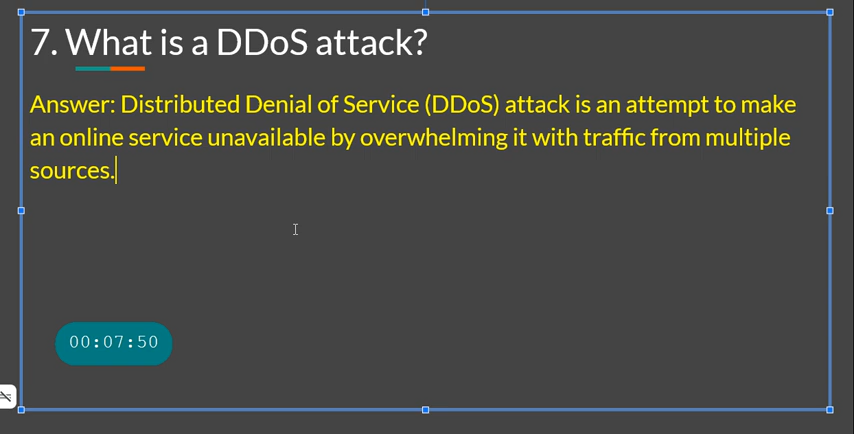 7. What is a DDoS attack?
Answer: Distributed Denial of Service (DDoS) attack is an attempt to make
an online service unavailable by overwhelming it with traffic from multiple
sources.
00:07:50